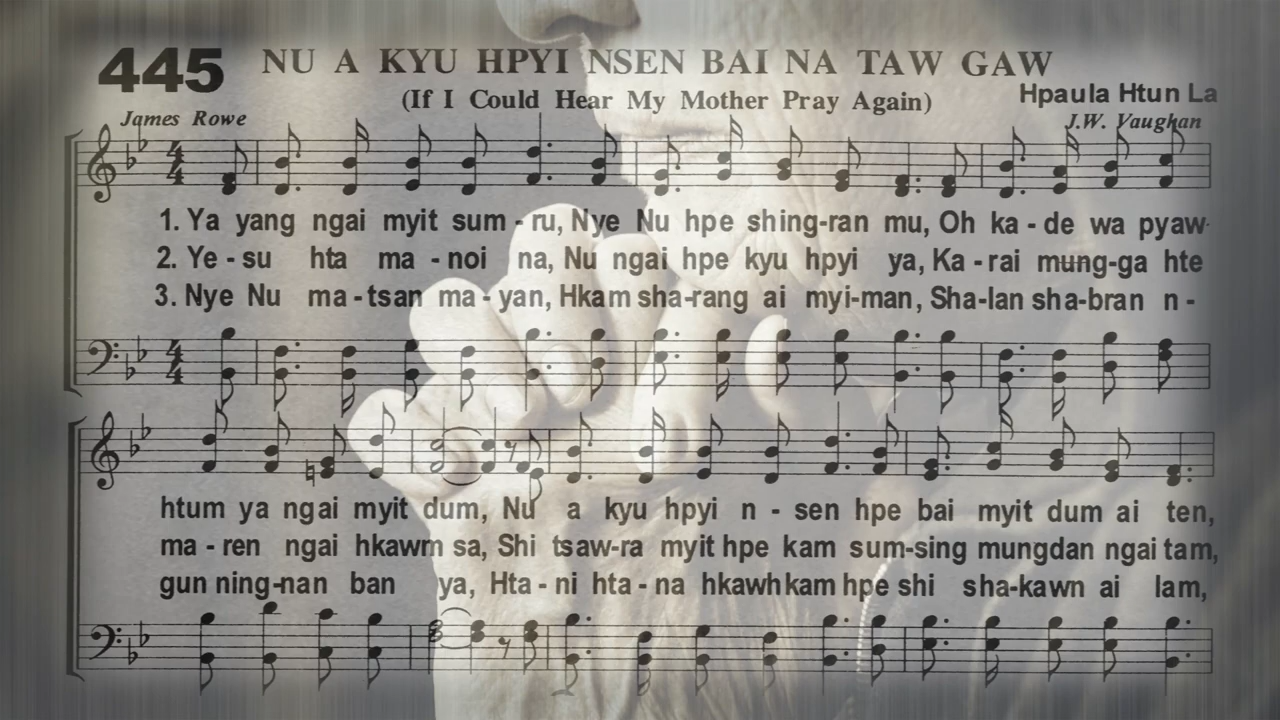 445 NU A KYU HPYI NSEN BAI NA TAW GAW
(If I Could Hear My Mother Pray Again) Hpaula Htun La
James Rowe J.W. Vaughan
1. Ya yang ngai myit sum - ru, Nye Nu hpe shing-ran mu, Oh ka - de wa pyaw-
2. Ye - su hta ma - noi na, Nu ngai hpe kyu hpyi ya, Ka - rai mung-ga hte
3. Nye Nu ma - tsan ma - yan, Hkam sha-rang ai myi-man, Sha-lan sha-bran n -
htum ya ngai myit dum, Nu a kyu hpyi n - sen hpe bai myit dum ai ten,
ma - ren ngai hkawm sa, Shi tsaw-ra myit hpe kam sum-sing mungdan ngai tam,
gun ning-nan ban ya, Hta - ni hta - na hkawh kam hpe shi sha-kawn ai lam,